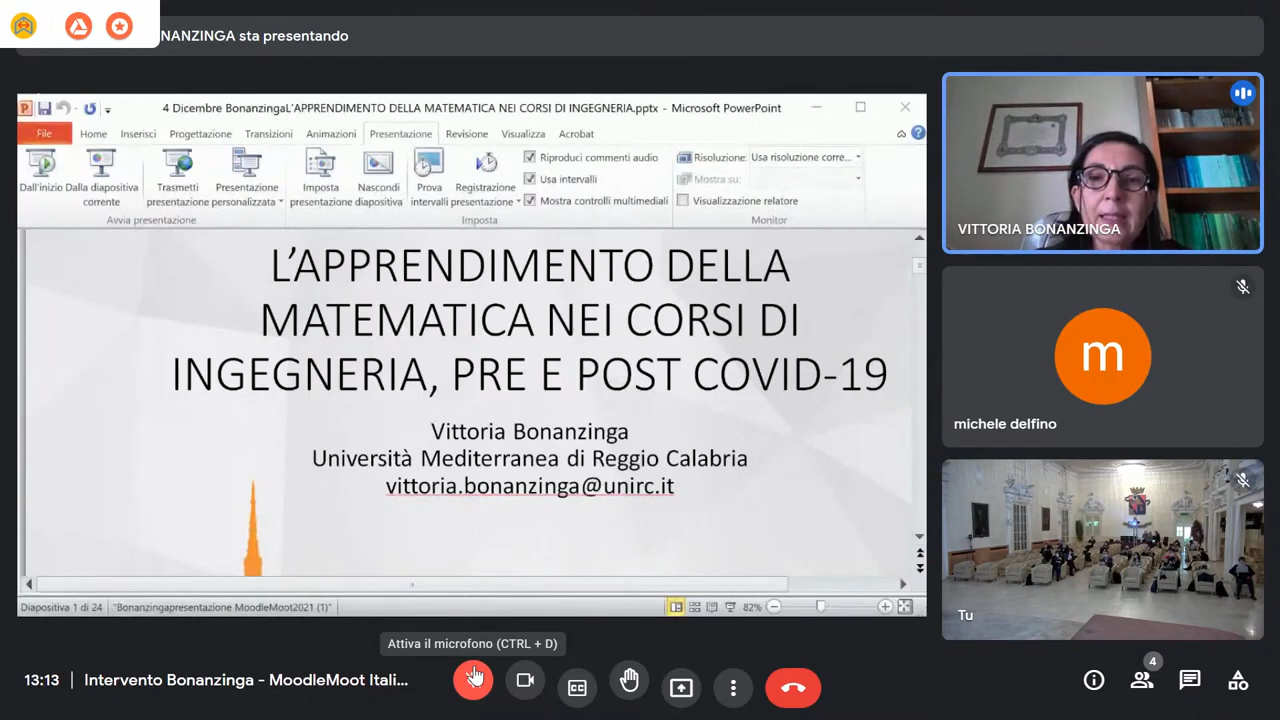 NANZINGA sta presentando
4 Dicembre BonanzingaL'APPRENDIMENTO DELLA MATEMATICA NEI CORSI DI INGEGNERIA.pptx - Microsoft PowerPoint
File Home Inserisci Progettazione Transizioni Animazioni Presentazione Revisione Visualizza Acrobat
Dall'inizio
Dalla diapositiva corrente
Trasmetti presentazione
Presentazione personalizzata
Avvia presentazione
Imposta presentazione
Nascondi diapositiva
Prova intervalli
Registrazione presentazione
Riproduci commenti audio
Usa intervalli
Mostra controlli multimediali
Imposta
Risoluzione: Usa risoluzione corre...
Mostra su:
Visualizzazione relatore
Monitor
L'APPRENDIMENTO DELLA
MATEMATICA NEI CORSI DI
INGEGNERIA, PRE E POST COVID-19
Vittoria Bonanzinga
Università Mediterranea di Reggio Calabria
vittoria.bonanzinga@unirc.it
Diapositiva 1 di 24 "Bonanzingapresentazione MoodleMoot2021 (1)" 82%
VITTORIA BONANZINGA
m
michele delfino
Tu
Attiva il microfono (CTRL + D)
13:13 Intervento Bonanzinga - MoodleMoot Itali...
CC
4